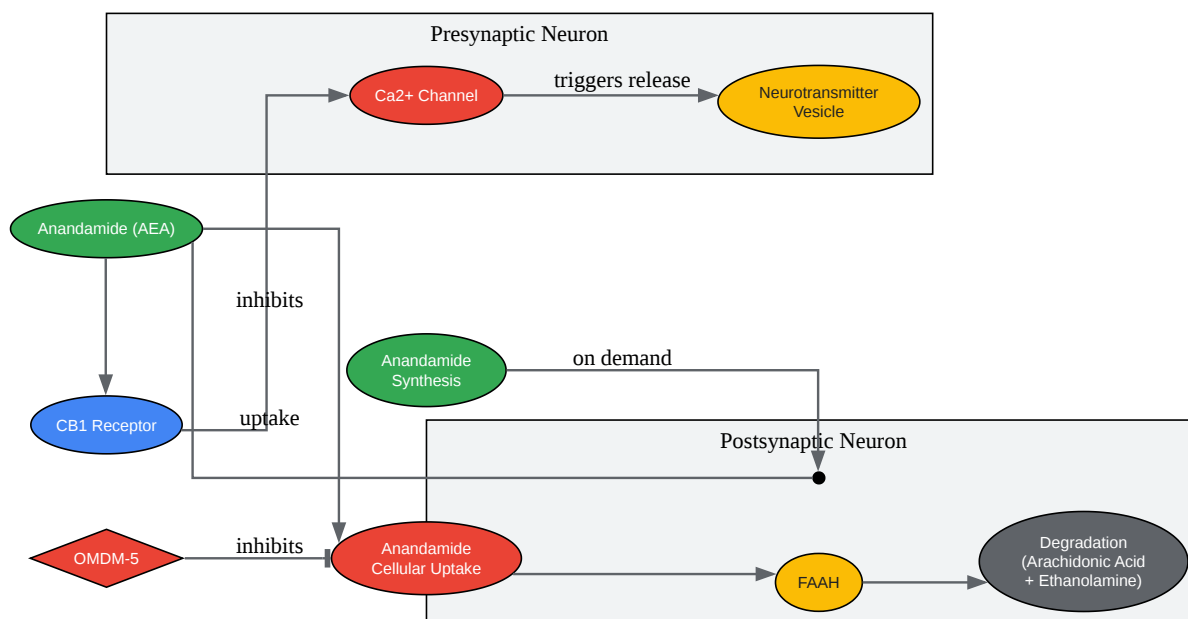 Presynaptic Neuron
Ca2+ Channel
triggers release
Neurotransmitter
Vesicle
Anandamide (AEA)
inhibits
Anandamide
Synthesis
on demand
CB1 Receptor
uptake
Postsynaptic Neuron
OMDM-5
inhibits
Anandamide
Cellular Uptake
FAAH
Degradation
(Arachidonic Acid
+ Ethanolamine)